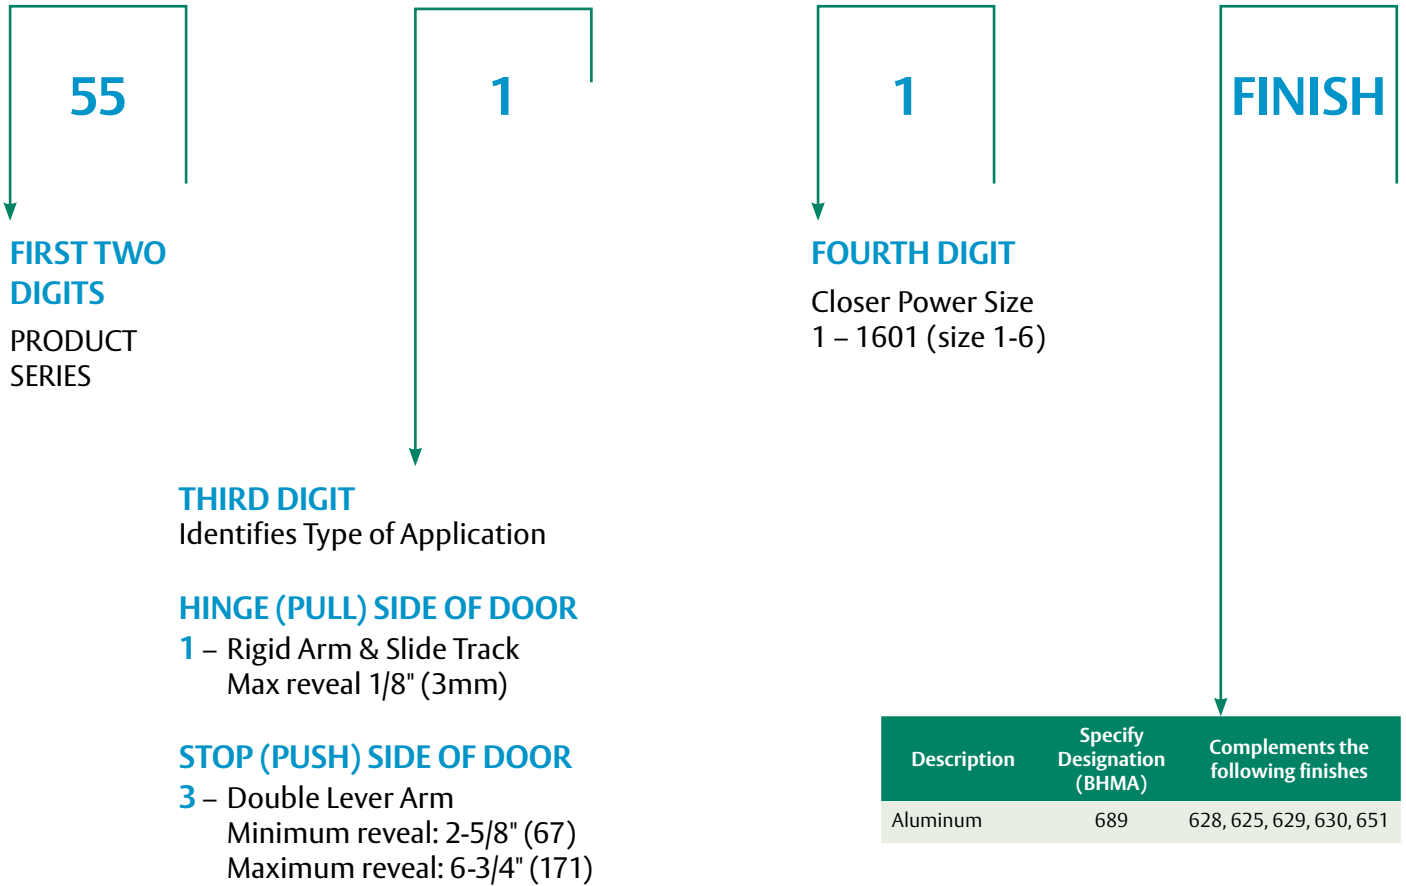 55
1
1
FINISH
FIRST TWO
DIGITS
PRODUCT
SERIES
THIRD DIGIT
Identifies Type of Application
HINGE (PULL) SIDE OF DOOR
1 – Rigid Arm & Slide Track
Max reveal 1/8" (3mm)
STOP (PUSH) SIDE OF DOOR
3 – Double Lever Arm
Minimum reveal: 2-5/8" (67)
Maximum reveal: 6-3/4" (171)
FOURTH DIGIT
Closer Power Size
1 – 1601 (size 1-6)
Description
Specify
Designation
(BHMA)
Complements the
following finishes
Aluminum 689 628, 625, 629, 630, 651